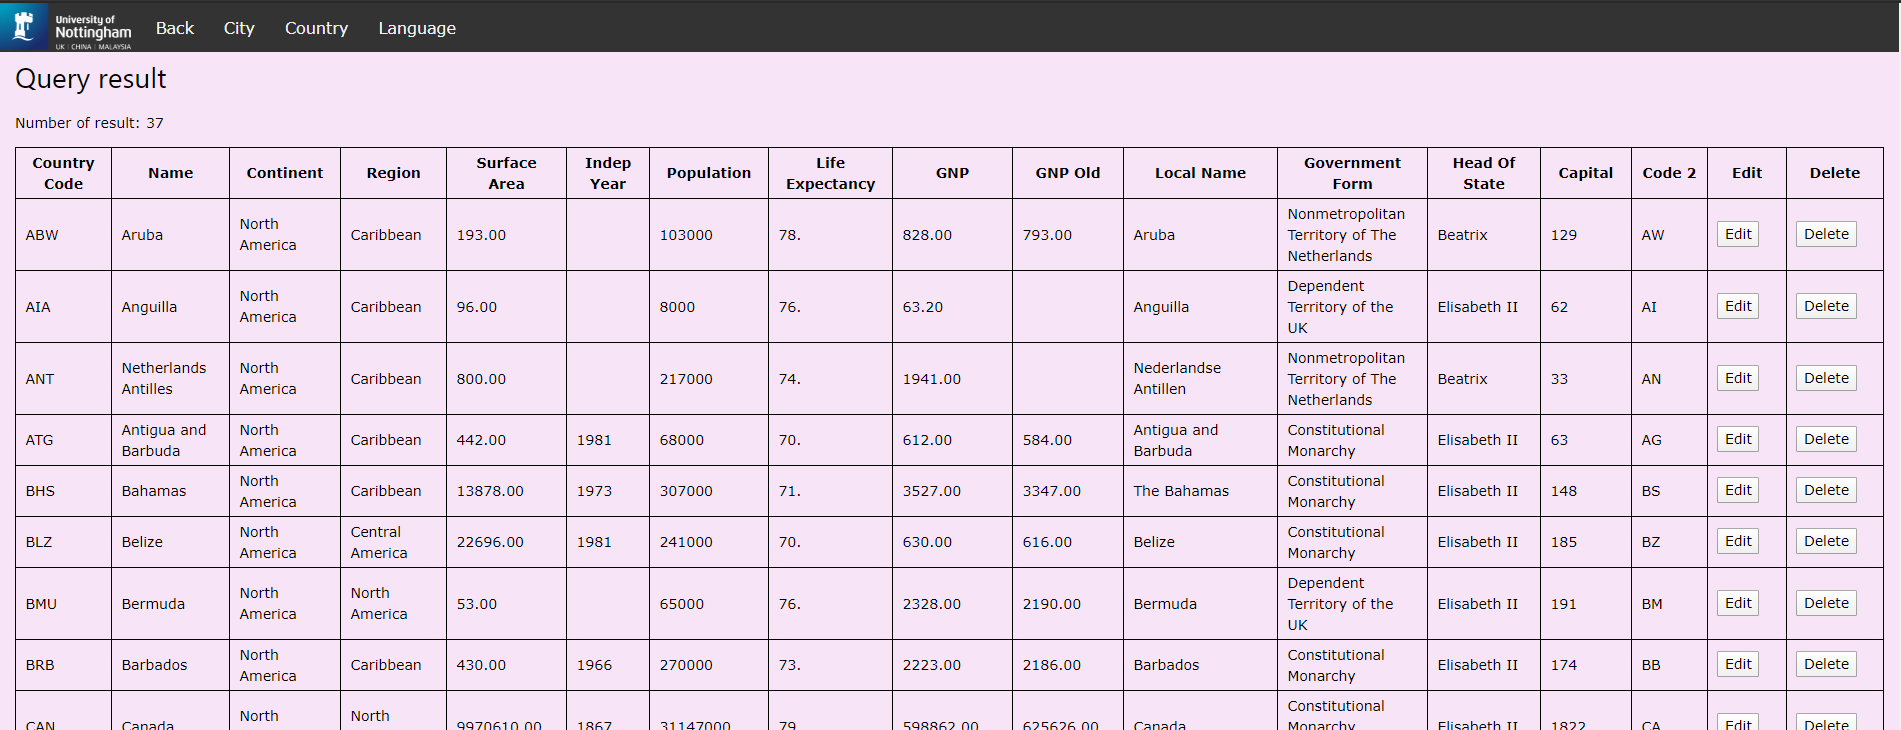 University of
Nottingham
UK | CHINA | MALAYSIA
Back City Country Language
Query result
Number of result: 37
Country Code Name Continent Region Surface Area Indep Year Population Life Expectancy GNP GNP Old Local Name Government Form Head Of State Capital Code 2 Edit Delete
ABW Aruba North America Caribbean 193.00 103000 78. 828.00 793.00 Aruba Nonmetropolitan Territory of The Netherlands Beatrix 129 AW Edit Delete
AIA Anguilla North America Caribbean 96.00 8000 76. 63.20 Anguilla Dependent Territory of the UK Elisabeth II 62 AI Edit Delete
ANT Netherlands Antilles North America Caribbean 800.00 217000 74. 1941.00 Nederlandse Antillen Nonmetropolitan Territory of The Netherlands Beatrix 33 AN Edit Delete
ATG Antigua and Barbuda North America Caribbean 442.00 1981 68000 70. 612.00 584.00 Antigua and Barbuda Constitutional Monarchy Elisabeth II 63 AG Edit Delete
BHS Bahamas North America Caribbean 13878.00 1973 307000 71. 3527.00 3347.00 The Bahamas Constitutional Monarchy Elisabeth II 148 BS Edit Delete
BLZ Belize North America Central America 22696.00 1981 241000 70. 630.00 616.00 Belize Constitutional Monarchy Elisabeth II 185 BZ Edit Delete
BMU Bermuda North America North America 53.00 65000 76. 2328.00 2190.00 Bermuda Dependent Territory of the UK Elisabeth II 191 BM Edit Delete
BRB Barbados North America Caribbean 430.00 1966 270000 73. 2223.00 2186.00 Barbados Constitutional Monarchy Elisabeth II 174 BB Edit Delete
CAN Canada North North 9970610.00 1867 31147000 79. 598862.00 625626.00 Canada Constitutional Monarchy Elisabeth II 1822 CA Edit Delete